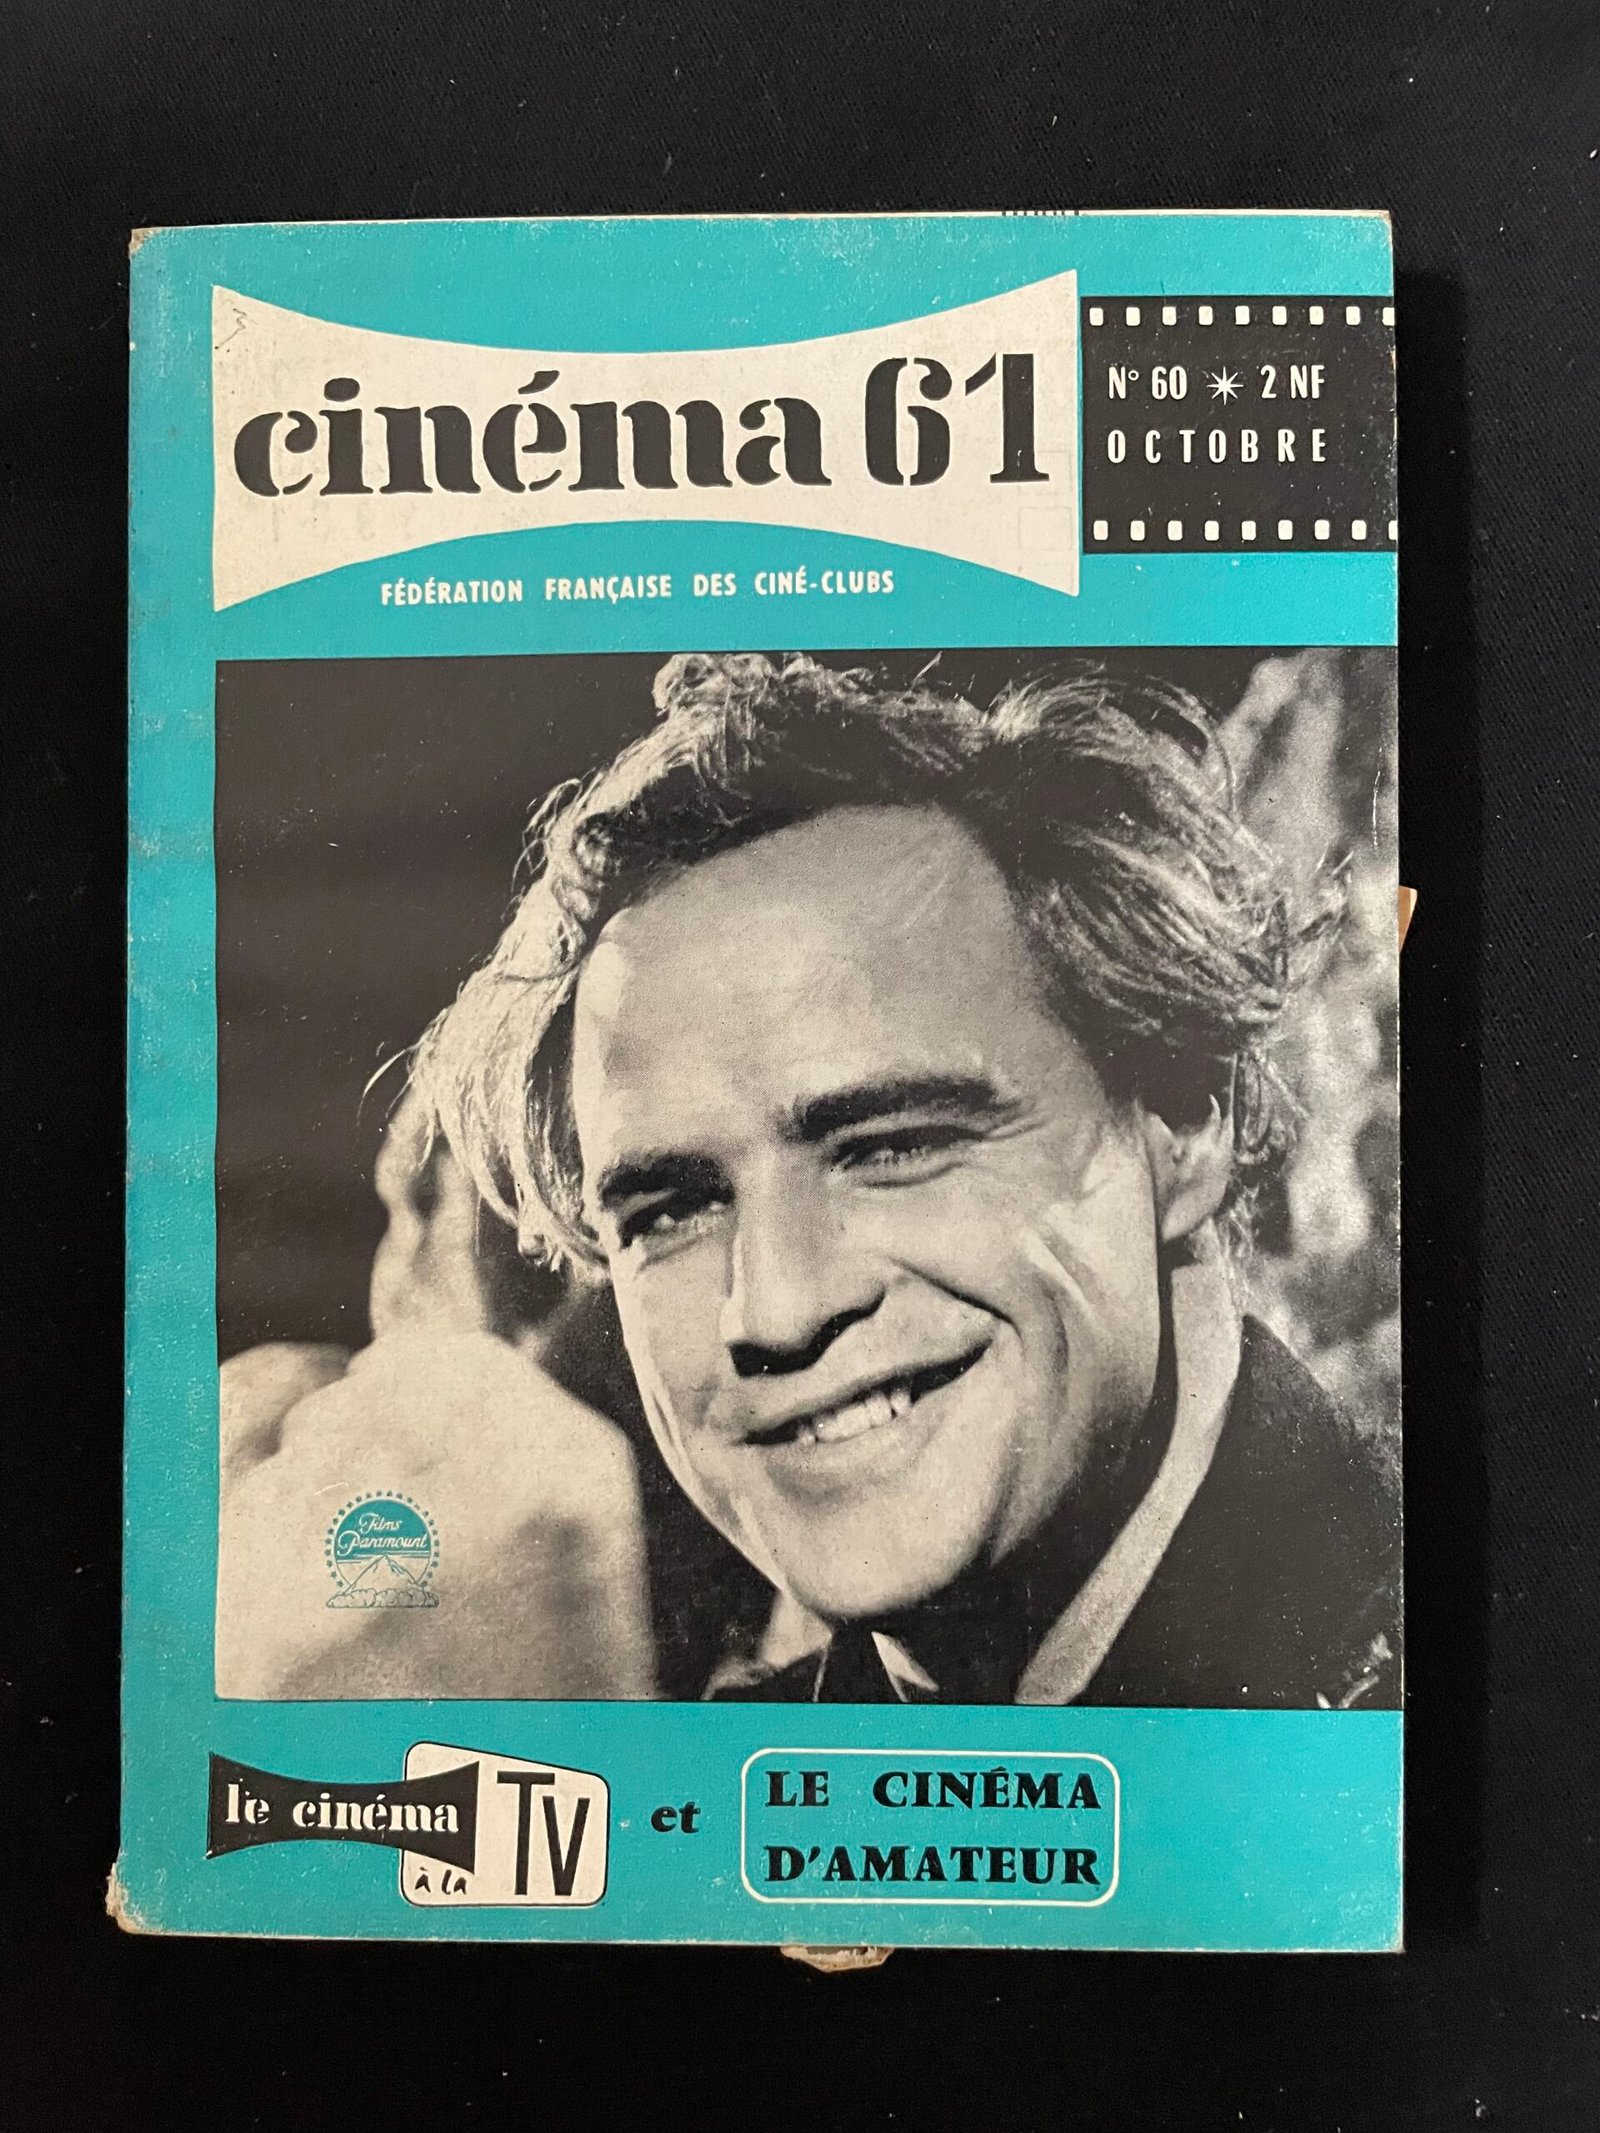 3
cinéma 61
N° 60 * 2 NF
OCTOBRE
FÉDÉRATION FRANÇAISE DES CINÉ-CLUBS
Films
Paramount
le cinéma
à la
TV
et
LE CINÉMA
D'AMATEUR